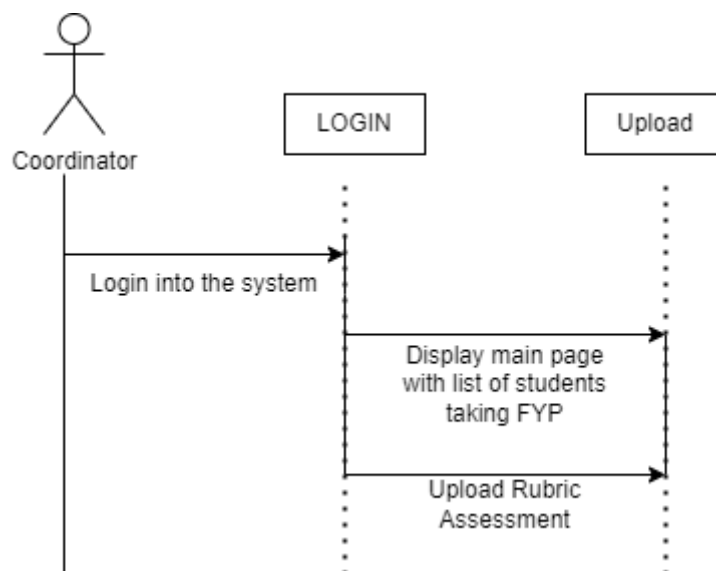 LOGIN
Upload
Coordinator
Login into the system
Display main page
with list of students
taking FYP
Upload Rubric
Assessment